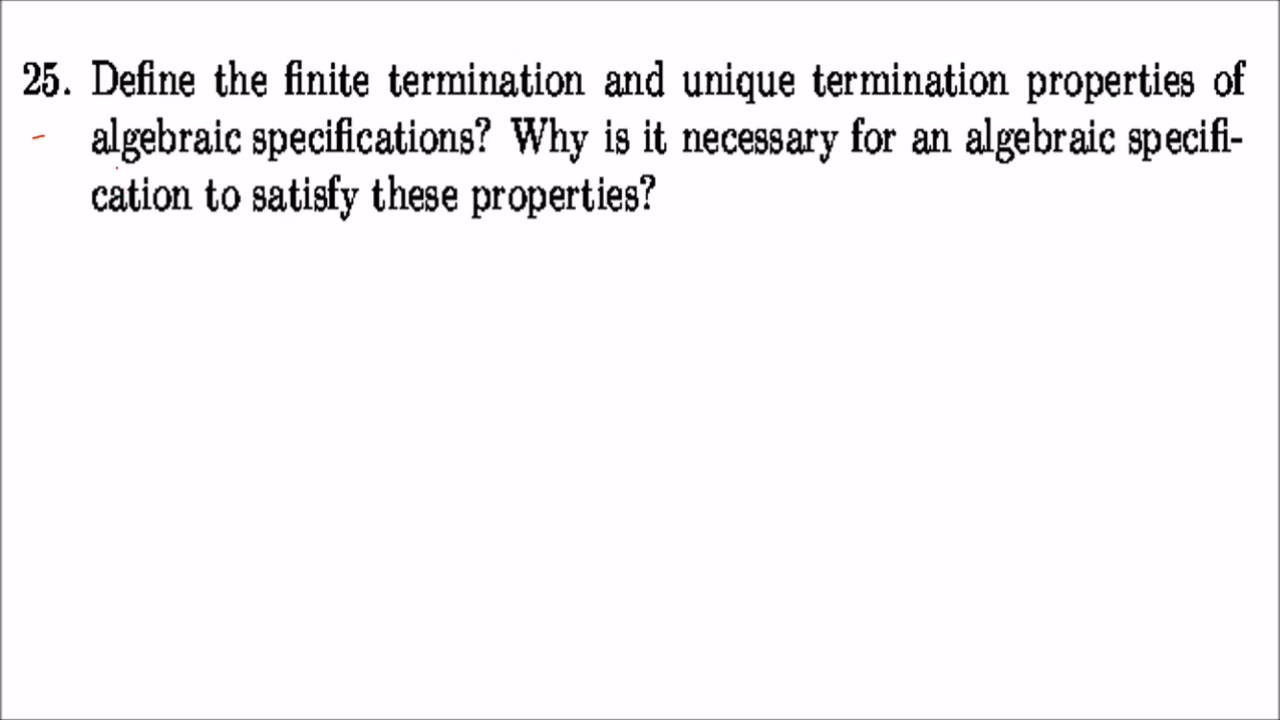 25. Define the finite termination and unique termination properties of
algebraic specifications? Why is it necessary for an algebraic specifi-
cation to satisfy these properties?